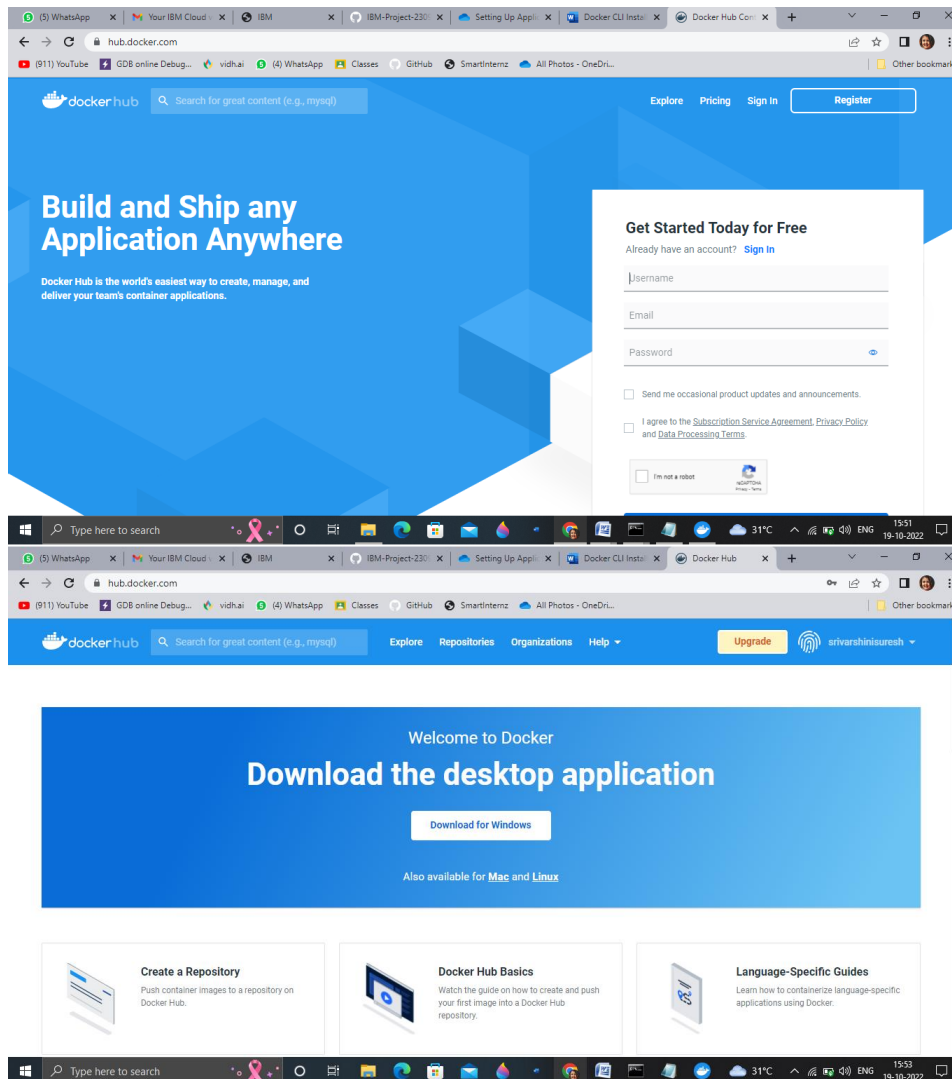 (5) WhatsApp
Your IBM Cloud
IBM
IBM-Project-230
Setting Up Appli
Docker CLI Instal
Docker Hub Con
hub.docker.com
(911) YouTube GDB online Debug... vidh.ai (4) WhatsApp Classes GitHub SmartInternz All Photos - OneDri... Other bookmark
docker hub Search for great content (e.g., mysql) Explore Pricing Sign In Register
Build and Ship any
Application Anywhere
Docker Hub is the world's easiest way to create, manage, and
deliver your team's container applications.
Get Started Today for Free
Already have an account? Sign In
Username
Email
Password
Send me occasional product updates and announcements.
I agree to the Subscription Service Agreement, Privacy Policy
and Data Processing Terms.
I'm not a robot
reCAPTCHA
Privacy - Terms
Type here to search 31°C ENG 15:51
19-10-2022
(5) WhatsApp
Your IBM Cloud
IBM
IBM-Project-230
Setting Up Appli
Docker CLI Instal
Docker Hub
hub.docker.com
(911) YouTube GDB online Debug... vidh.ai (4) WhatsApp Classes GitHub SmartInternz All Photos - OneDri... Other bookmark
docker hub Search for great content (e.g., mysql) Explore Repositories Organizations Help Upgrade srivarshinisuresh
Welcome to Docker
Download the desktop application
Download for Windows
Also available for Mac and Linux
Create a Repository
Push container images to a repository on
Docker Hub.
Docker Hub Basics
Watch the guide on how to create and push
your first image into a Docker Hub
repository.
Language-Specific Guides
Learn how to containerize language-specific
applications using Docker.
Type here to search 31°C ENG 15:53
19-10-2022